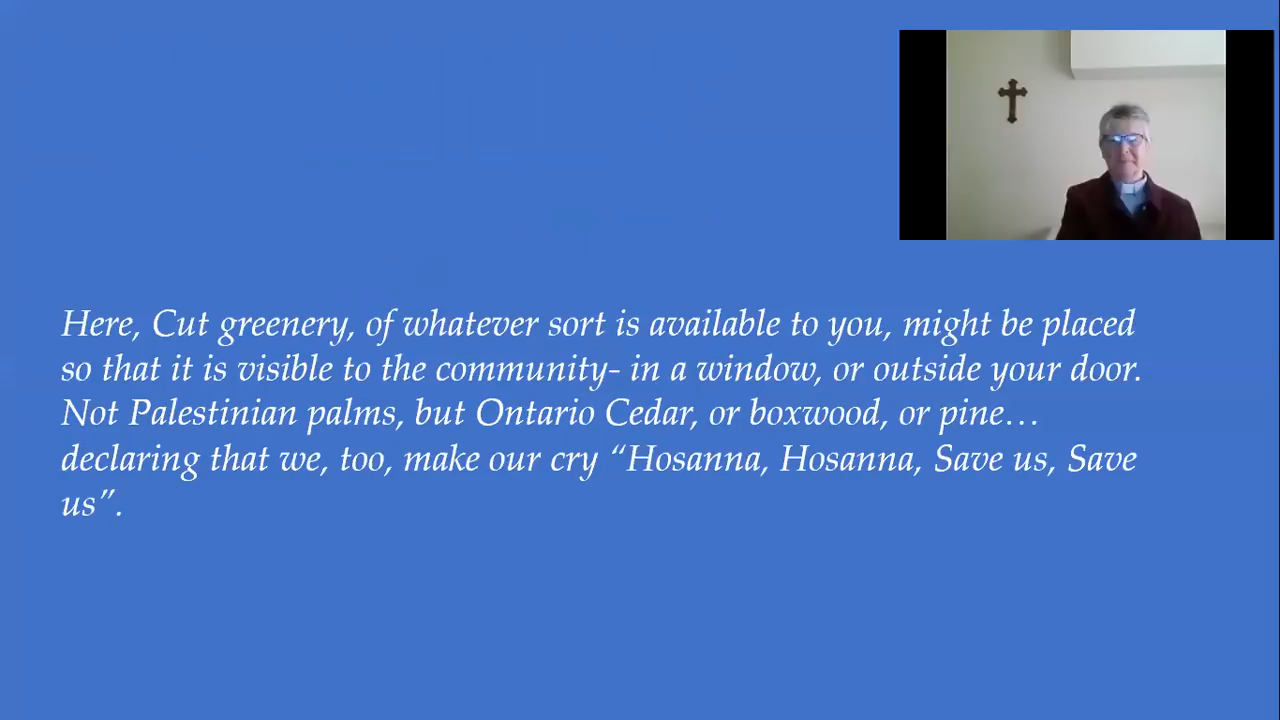 Here, Cut greenery, of whatever sort is available to you, might be placed
so that it is visible to the community- in a window, or outside your door.
Not Palestinian palms, but Ontario Cedar, or boxwood, or pine…
declaring that we, too, make our cry “Hosanna, Hosanna, Save us, Save
us”.